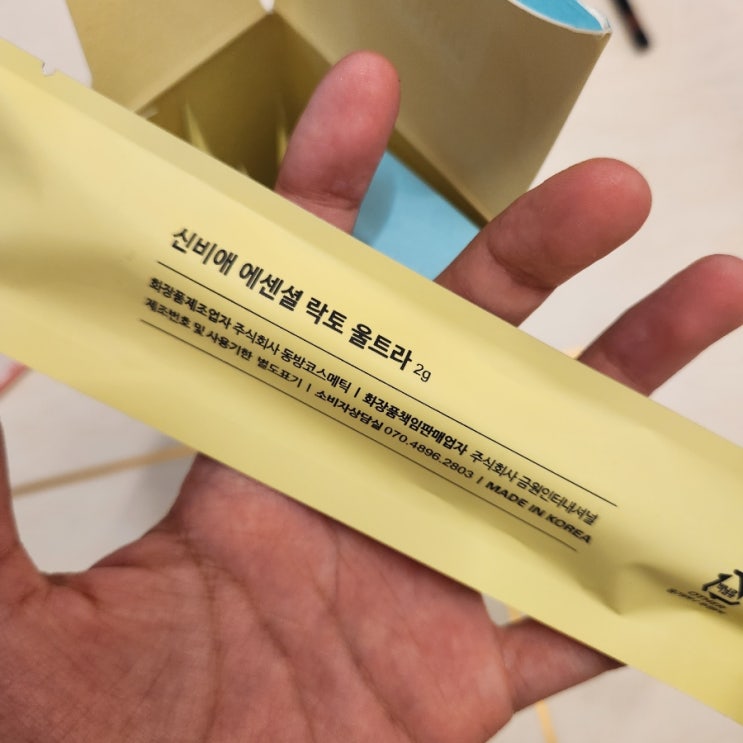 신비애 에센셜 락토 울트라 2g
화장품제조업자 주식회사 동방코스메틱 | 화장품책임판매업자 주식회사 금원인터내셔널
제조번호 및 사용기한 별도표기 | 소비자상담실 070.4896.2803 | MADE IN KOREA
OTHER